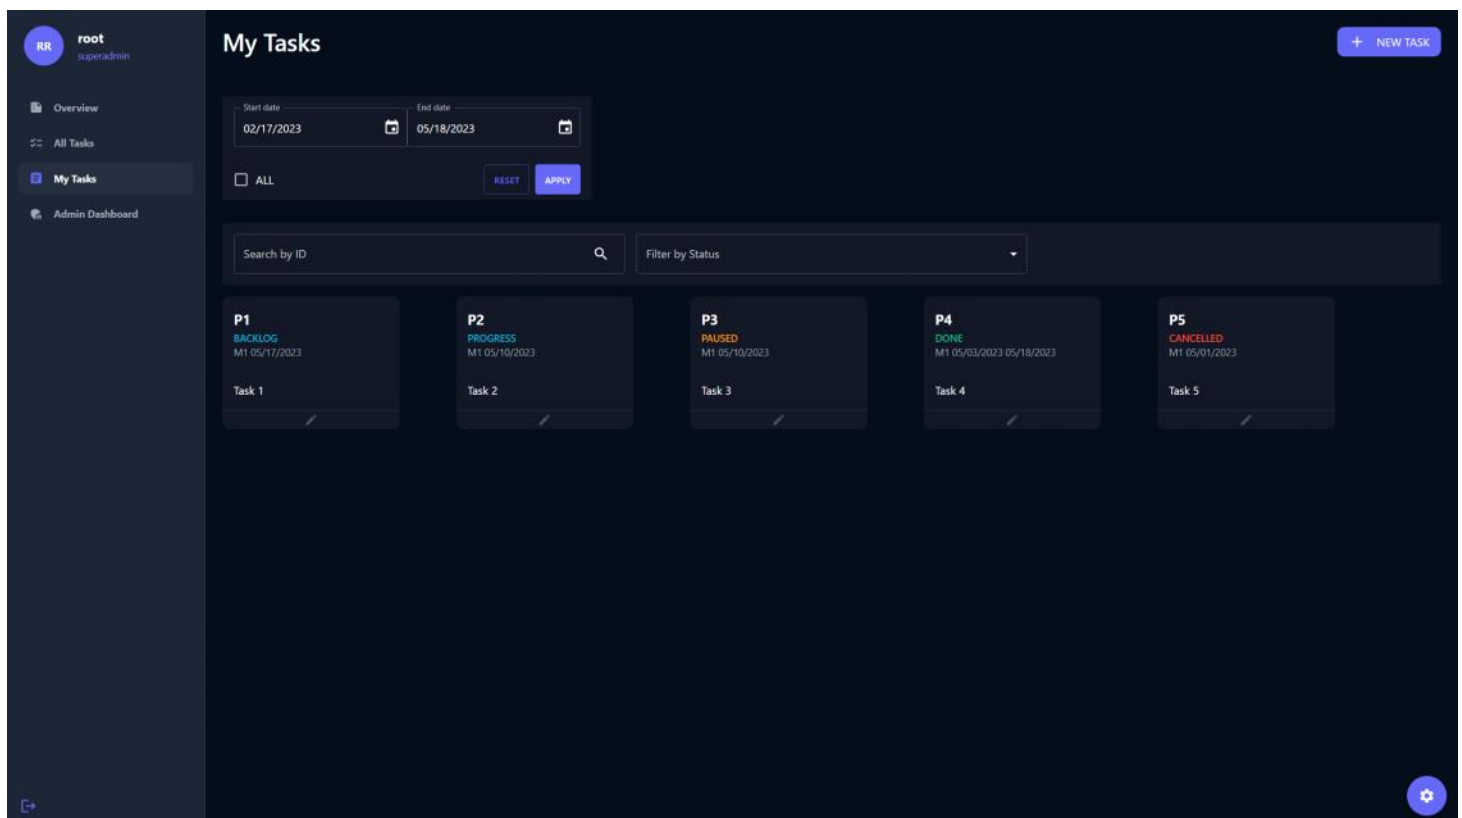 RR
root
superadmin
Overview
All Tasks
My Tasks
Admin Dashboard
My Tasks
+ NEW TASK
Start date
02/17/2023
End date
05/18/2023
ALL
RESET
APPLY
Search by ID
Filter by Status
P1
BACKLOG
M1 05/17/2023
Task 1
P2
PROGRESS
M1 05/10/2023
Task 2
P3
PAUSED
M1 05/10/2023
Task 3
P4
DONE
M1 05/03/2023 05/18/2023
Task 4
P5
CANCELLED
M1 05/01/2023
Task 5